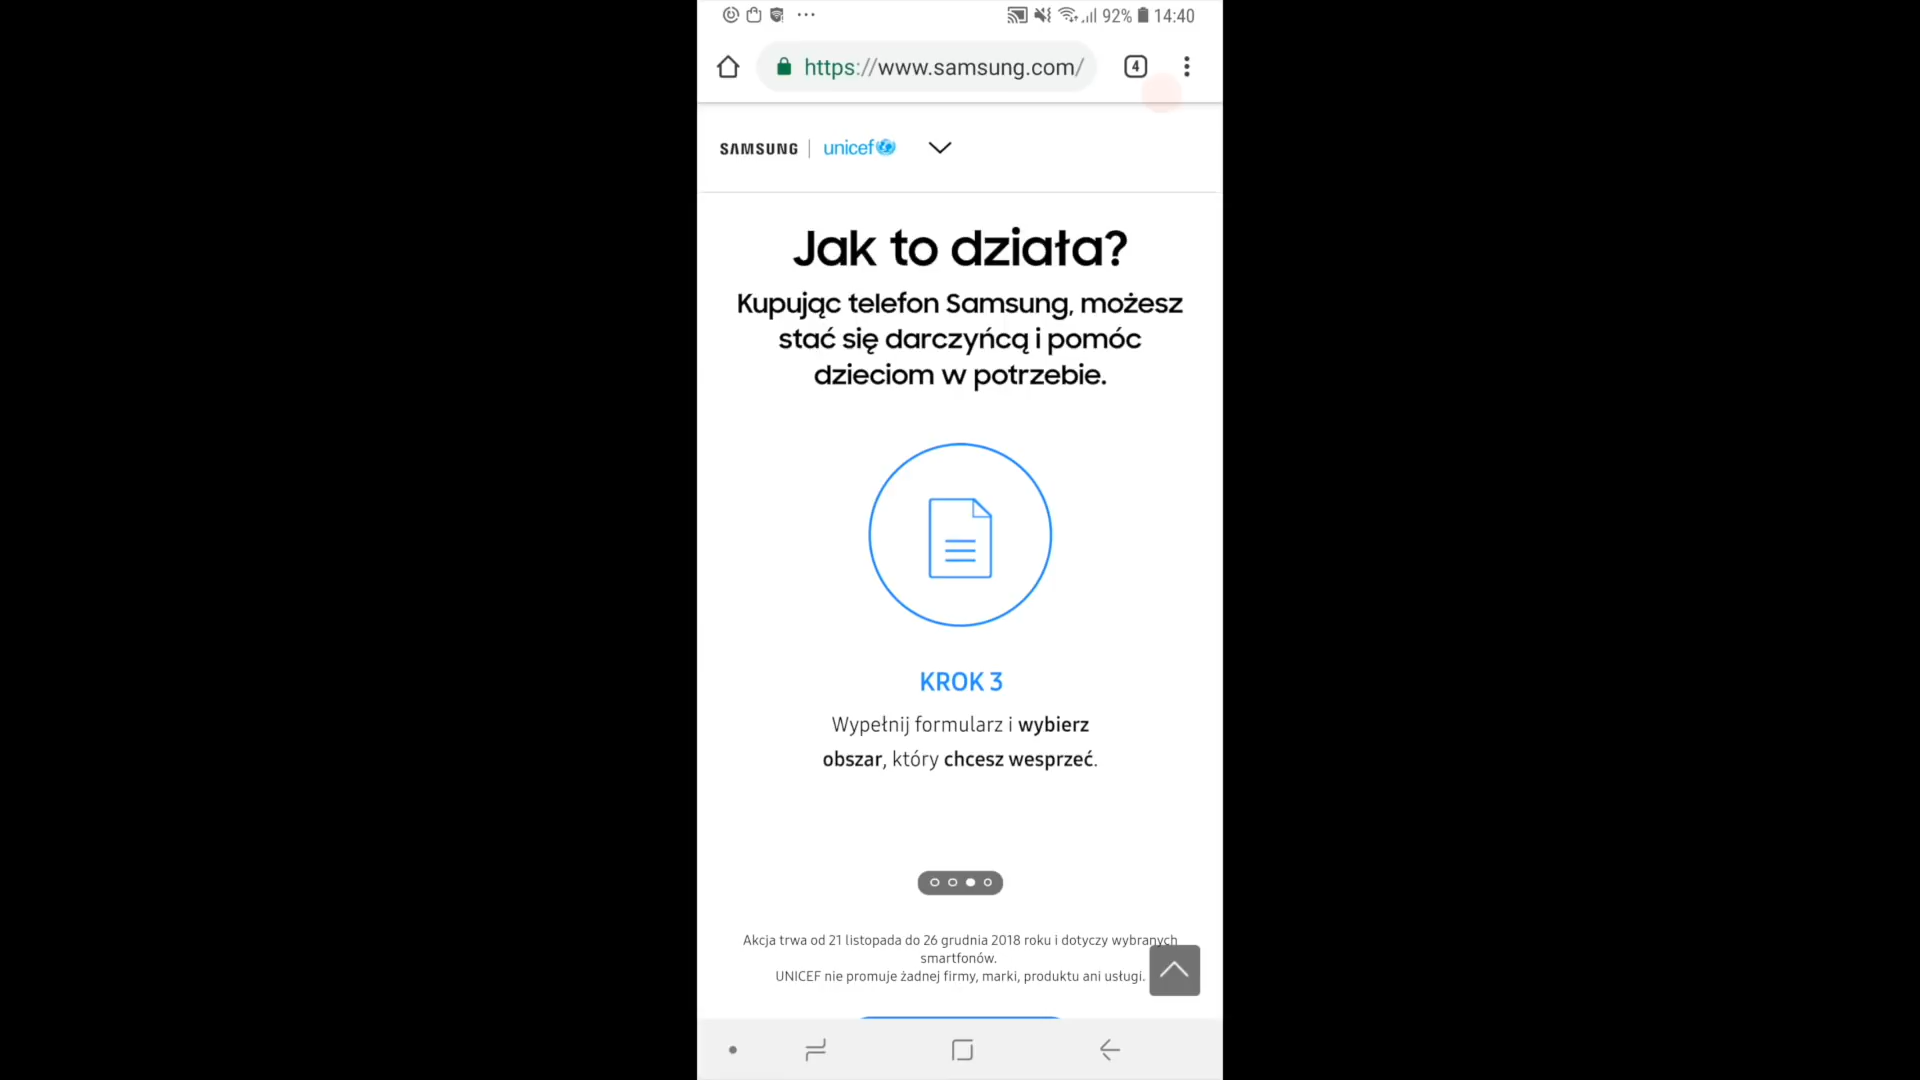 92% 14:40
https://www.samsung.com/ 4
SAMSUNG unicef
Jak to działa?
Kupując telefon Samsung, możesz
stać się darczyńcą i pomóc
dzieciom w potrzebie.
KROK 3
Wypełnij formularz i wybierz
obszar, który chcesz wesprzeć.
Akcja trwa od 21 listopada do 26 grudnia 2018 roku i dotyczy wybranych
smartfonów.
UNICEF nie promuje żadnej firmy, marki, produktu ani usługi.